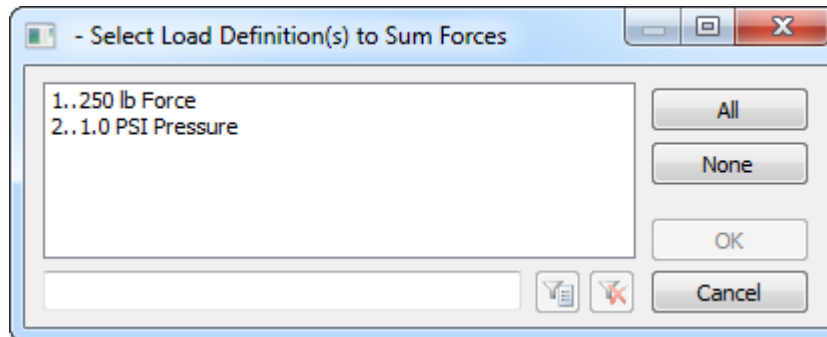 - Select Load Definition(s) to Sum Forces
1..250 lb Force
2..1.0 PSI Pressure
All
None
OK
Cancel